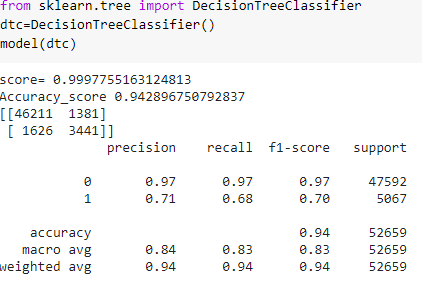 from sklearn.tree import DecisionTreeClassifier
dtc=DecisionTreeClassifier()
model(dtc)
score= 0.9997755163124813
Accuracy_score 0.942896750792837
[[46211 1381]
[ 1626 3441]]
precision recall f1-score support
0 0.97 0.97 0.97 47592
1 0.71 0.68 0.70 5067
accuracy 0.94 52659
macro avg 0.84 0.83 0.83 52659
weighted avg 0.94 0.94 0.94 52659